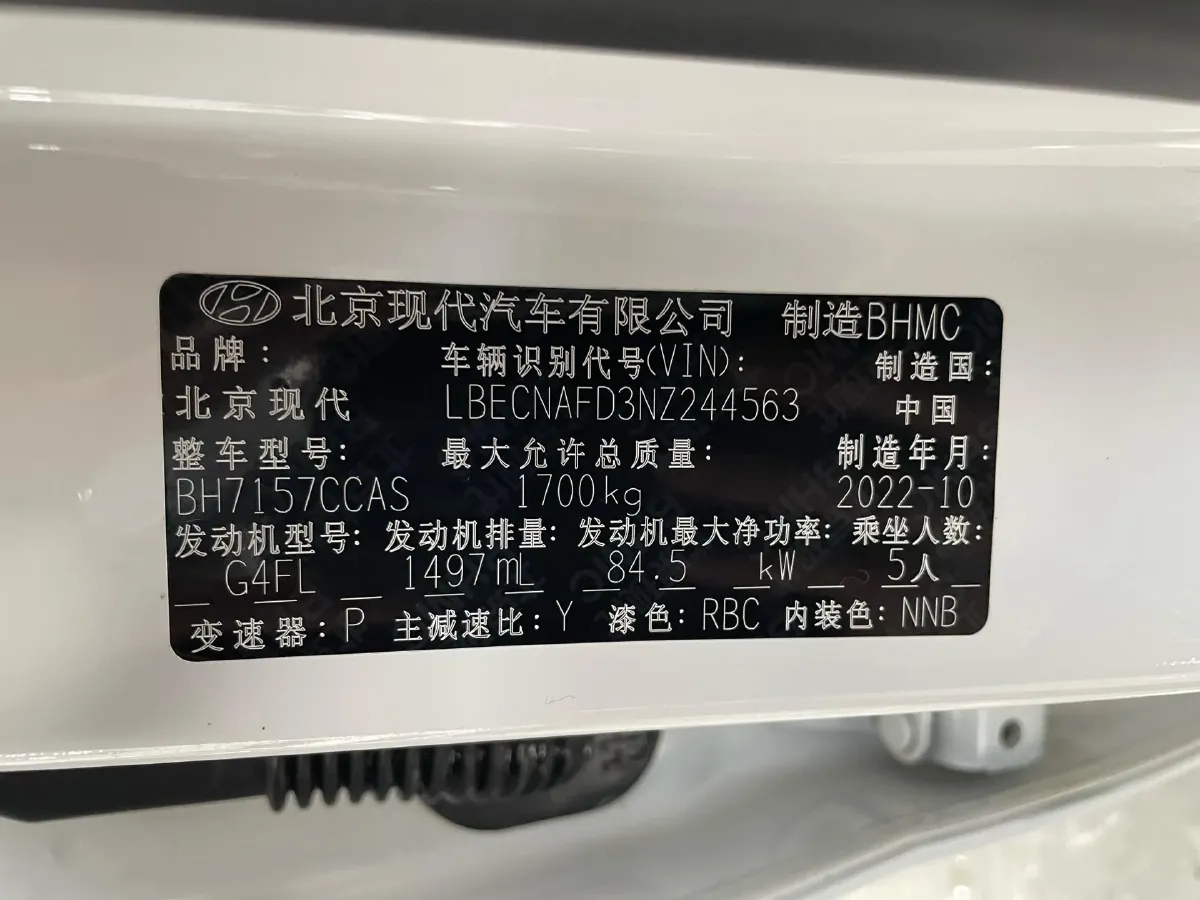 北京现代汽车有限公司 制造BHMC
品牌： 车辆识别代号(VIN)： 制造国：
北京现代 LBECNAFD3NZ244563 中国
整车型号： 最大允许总质量： 制造年月：
BH7157CCAS 1700kg 2022-10
发动机型号： 发动机排量： 发动机最大净功率： 乘坐人数：
G4FL 1497mL 84.5 kW 5人
变速器：P 主减速比：Y 漆色：RBC 内装色：NNB